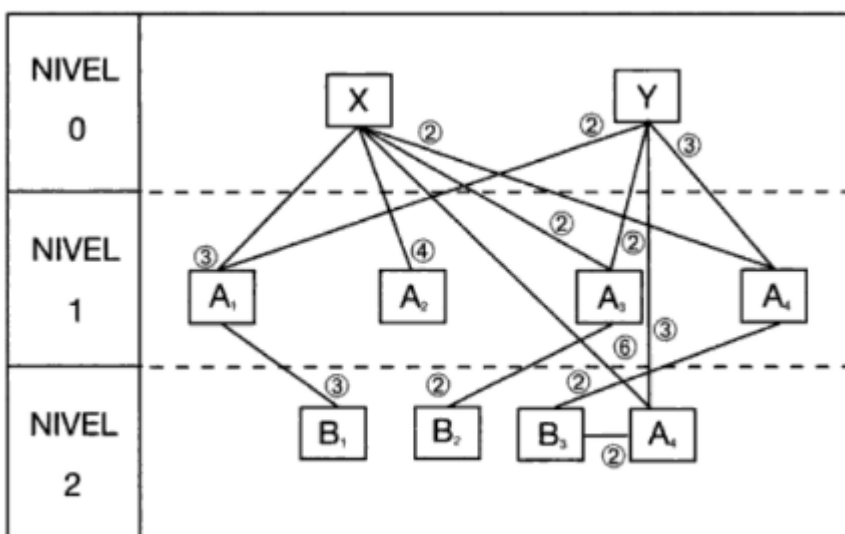 NIVEL
0
X
Y
②
②
③
NIVEL
1
②
②
③
④
A₁
A₂
A₃
A₄
⑥
③
NIVEL
2
③
②
②
B₁
B₂
B₃
A₄
②